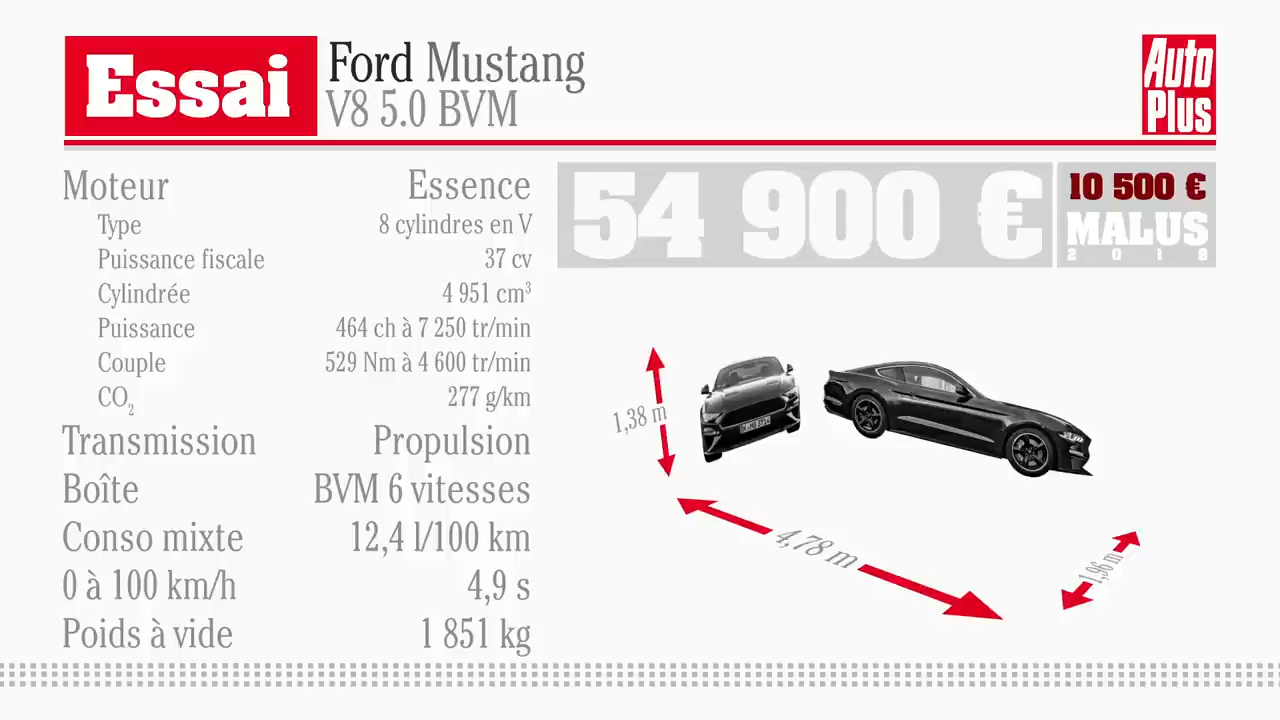 Essai
Ford Mustang
V8 5.0 BVM
Auto
Plus
Moteur Essence
Type 8 cylindres en V
Puissance fiscale 37 cv
Cylindrée 4 951 cm³
Puissance 464 ch à 7 250 tr/min
Couple 529 Nm à 4 600 tr/min
CO₂ 277 g/km
Transmission Propulsion
Boîte BVM 6 vitesses
Conso mixte 12,4 l/100 km
0 à 100 km/h 4,9 s
Poids à vide 1 851 kg
54 900 €
10 500 €
MALUS
2018
1,38 m
4,78 m
1,96 m